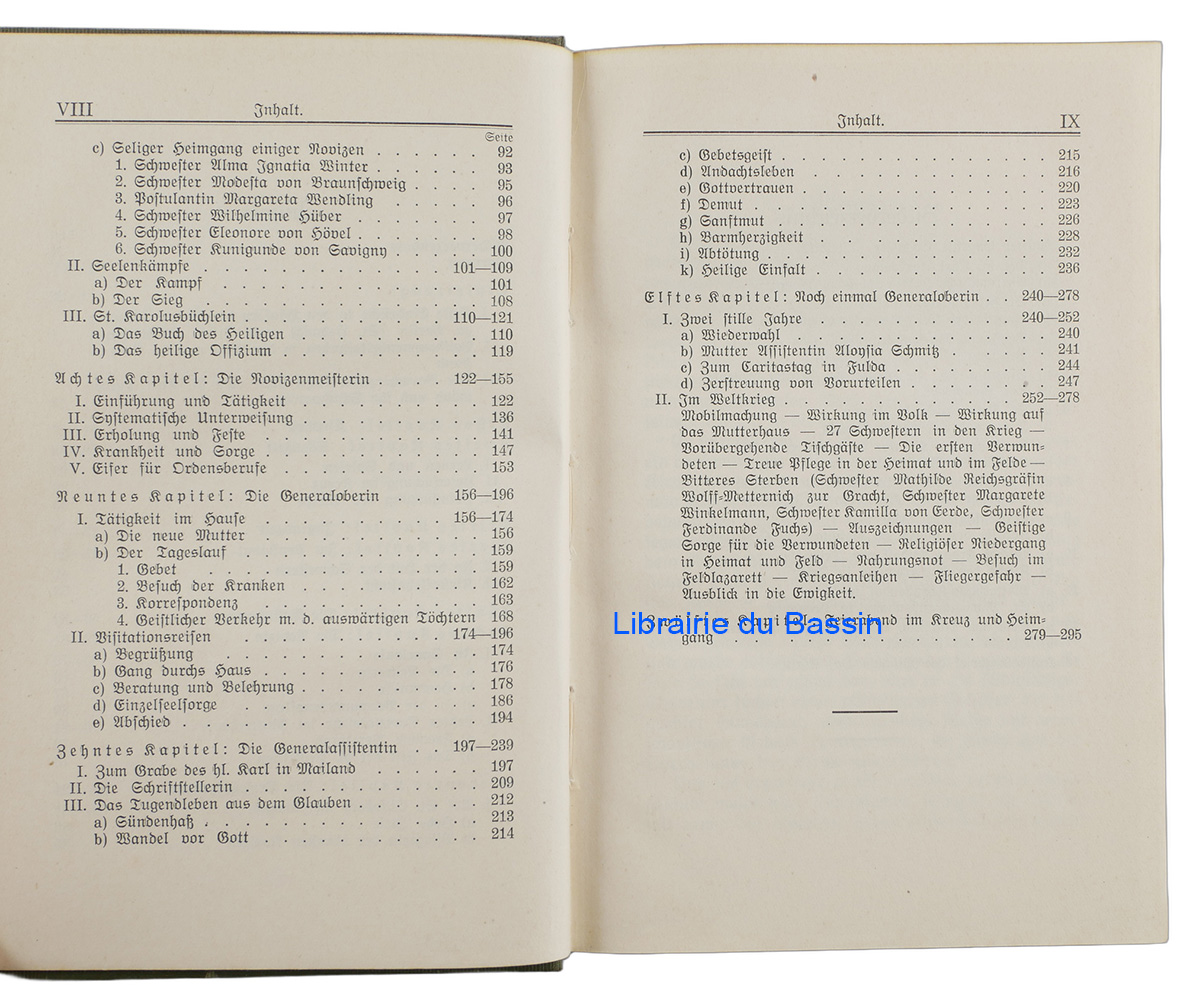 VIII Inhalt.
Seite
c) Seliger Heimgang einiger Novizen . . . . . . 92
1. Schwester Alma Ignatia Winter . . . . . . 93
2. Schwester Modesta von Braunschweig . . . . 95
3. Postulantin Margareta Wendling . . . . . 96
4. Schwester Wilhelmine Hüber . . . . . . . 97
5. Schwester Eleonore von Hövel . . . . . . . 98
6. Schwester Kunigunde von Savigny . . . . . 100
II. Seelenkämpfe . . . . . . . . . . . . . 101—109
a) Der Kampf . . . . . . . . . . . . . . 101
b) Der Sieg . . . . . . . . . . . . . . . 108
III. St. Karolusbüchlein . . . . . . . . . . . 110—121
a) Das Buch des Heiligen . . . . . . . . . . 110
b) Das heilige Offizium . . . . . . . . . . . 119
Achtes Kapitel: Die Novizenmeisterin . . . . 122—155
I. Einführung und Tätigkeit . . . . . . . . . . 122
II. Systematische Unterweisung . . . . . . . . . 136
III. Erholung und Feste . . . . . . . . . . . . 141
IV. Krankheit und Sorge . . . . . . . . . . . . 147
V. Eifer für Ordensberufe . . . . . . . . . . . 153
Neuntes Kapitel: Die Generaloberin . . . 156—196
I. Tätigkeit im Hause . . . . . . . . . . . 156—174
a) Die neue Mutter . . . . . . . . . . . . . 156
b) Der Tageslauf . . . . . . . . . . . . . . 159
1. Gebet . . . . . . . . . . . . . . . . 159
2. Besuch der Kranken . . . . . . . . . . 162
3. Korrespondenz . . . . . . . . . . . . 163
4. Geistlicher Verkehr m. d. auswärtigen Töchtern 168
II. Visitationsreisen . . . . . . . . . . . . 174—196
a) Begrüßung . . . . . . . . . . . . . . . 174
b) Gang durchs Haus . . . . . . . . . . . . 176
c) Beratung und Belehrung . . . . . . . . . . 178
d) Einzelseelsorge . . . . . . . . . . . . . 186
e) Abschied . . . . . . . . . . . . . . . . 194
Zehntes Kapitel: Die Generalassistentin . . 197—239
I. Zum Grabe des hl. Karl in Mailand . . . . . . 197
II. Die Schriftstellerin . . . . . . . . . . . . . 209
III. Das Tugendleben aus dem Glauben . . . . . . . 212
a) Sündenhaß . . . . . . . . . . . . . . . 213
b) Wandel vor Gott . . . . . . . . . . . . 214
Inhalt. IX
c) Gebetsgeist . . . . . . . . . . . . . . . 215
d) Andachtsleben . . . . . . . . . . . . . 216
e) Gottvertrauen . . . . . . . . . . . . . . 220
f) Demut . . . . . . . . . . . . . . . . . 223
g) Sanftmut . . . . . . . . . . . . . . . . 226
h) Barmherzigkeit . . . . . . . . . . . . . 228
i) Abtötung . . . . . . . . . . . . . . . . 232
k) Heilige Einfalt . . . . . . . . . . . . 236
Elftes Kapitel: Noch einmal Generaloberin . . 240—278
I. Zwei stille Jahre . . . . . . . . . . . . 240—252
a) Wiederwahl . . . . . . . . . . . . . . 240
b) Mutter Assistentin Aloysia Schmitz . . . . . 241
c) Zum Caritastag in Fulda . . . . . . . . . 244
d) Zerstreuung von Vorurteilen . . . . . . . . 247
II. Im Weltkrieg . . . . . . . . . . . . . . 252—278
Mobilmachung — Wirkung im Volk — Wirkung auf
das Mutterhaus — 27 Schwestern in den Krieg —
Vorübergehende Tischgäste — Die ersten Verwun=
deten — Treue Pflege in der Heimat und im Felde —
Bitteres Sterben (Schwester Mathilde Reichsgräfin
Wolff=Metternich zur Gracht, Schwester Margarete
Winkelmann, Schwester Kamilla von Eerde, Schwester
Ferdinande Fuchs) — Auszeichnungen — Geistige
Sorge für die Verwundeten — Religiöser Niedergang
in Heimat und Feld — Nahrungsnot — Besuch im
Feldlazarett — Kriegsanleihen — Fliegergefahr —
Ausblick in die Ewigkeit.
Zwölftes Kapitel: Feierabend im Kreuz und Heim=
gang . . . . . . . . . . . . . . . . . 279—295
Librairie du Bassin